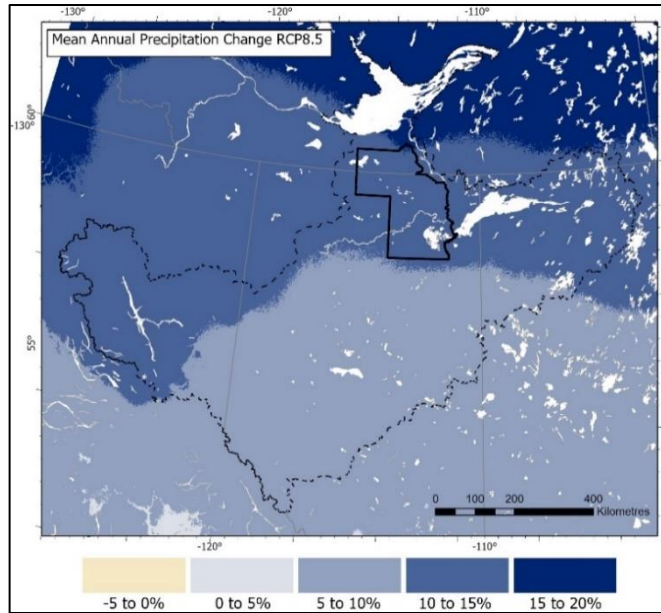 -130° -120° -110°
Mean Annual Precipitation Change RCP8.5
-130°
60°
55°
0 100 200 400
Kilometres
-120° -110°
-5 to 0% 0 to 5% 5 to 10% 10 to 15% 15 to 20%